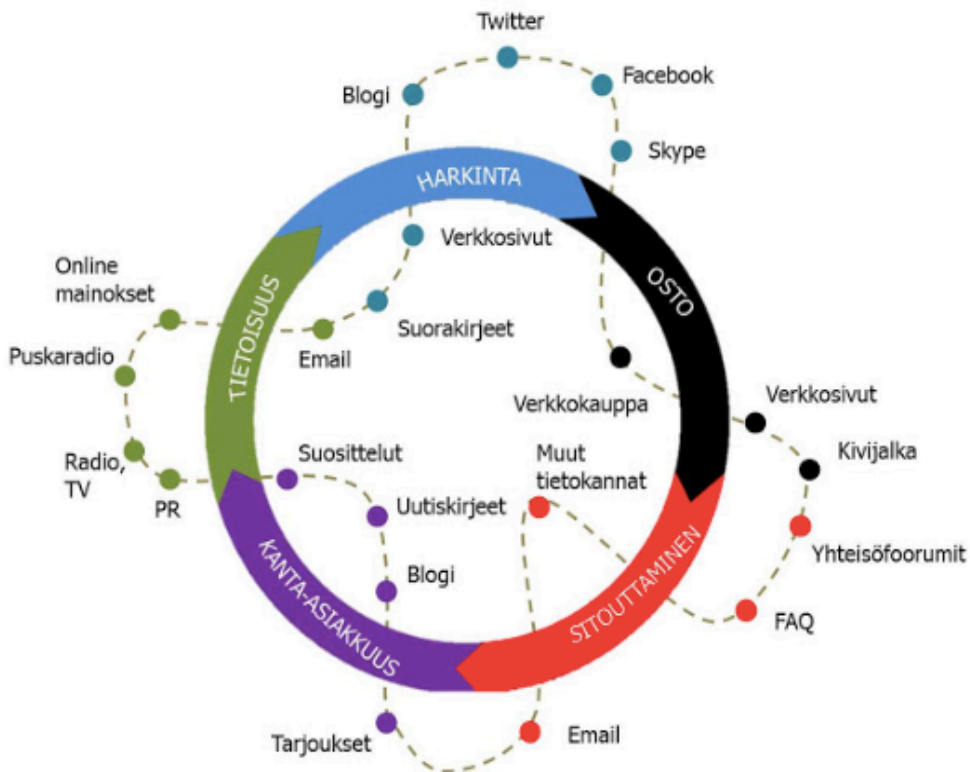 Twitter
Facebook
Blogi
Skype
HARKINTA
Verkkosivut
OSTO
Online
mainokset
TIETOISUUS
Suorakirjeet
Email
Puskaradio
Verkkokauppa
Verkkosivut
Radio,
TV
PR
Suosittelut
Muut
tietokannat
Kivijalka
Uutiskirjeet
Yhteisöfoorumit
Blogi
KANTA-ASIAKKUUS
SITOUTTAMINEN
FAQ
Tarjoukset
Email